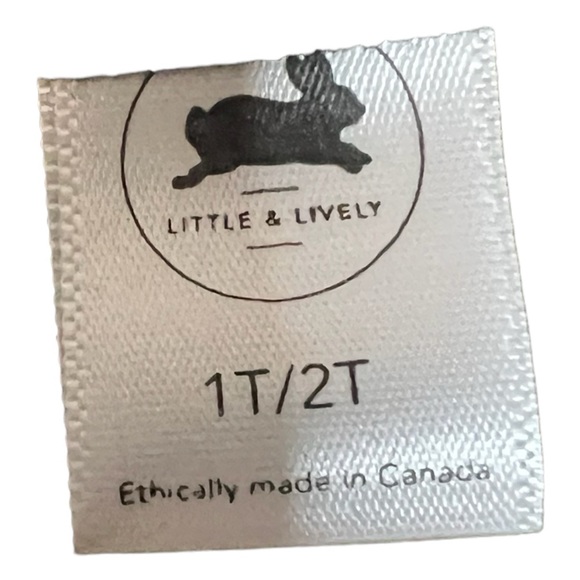 LITTLE & LIVELY
1T/2T
Ethically made in Canada